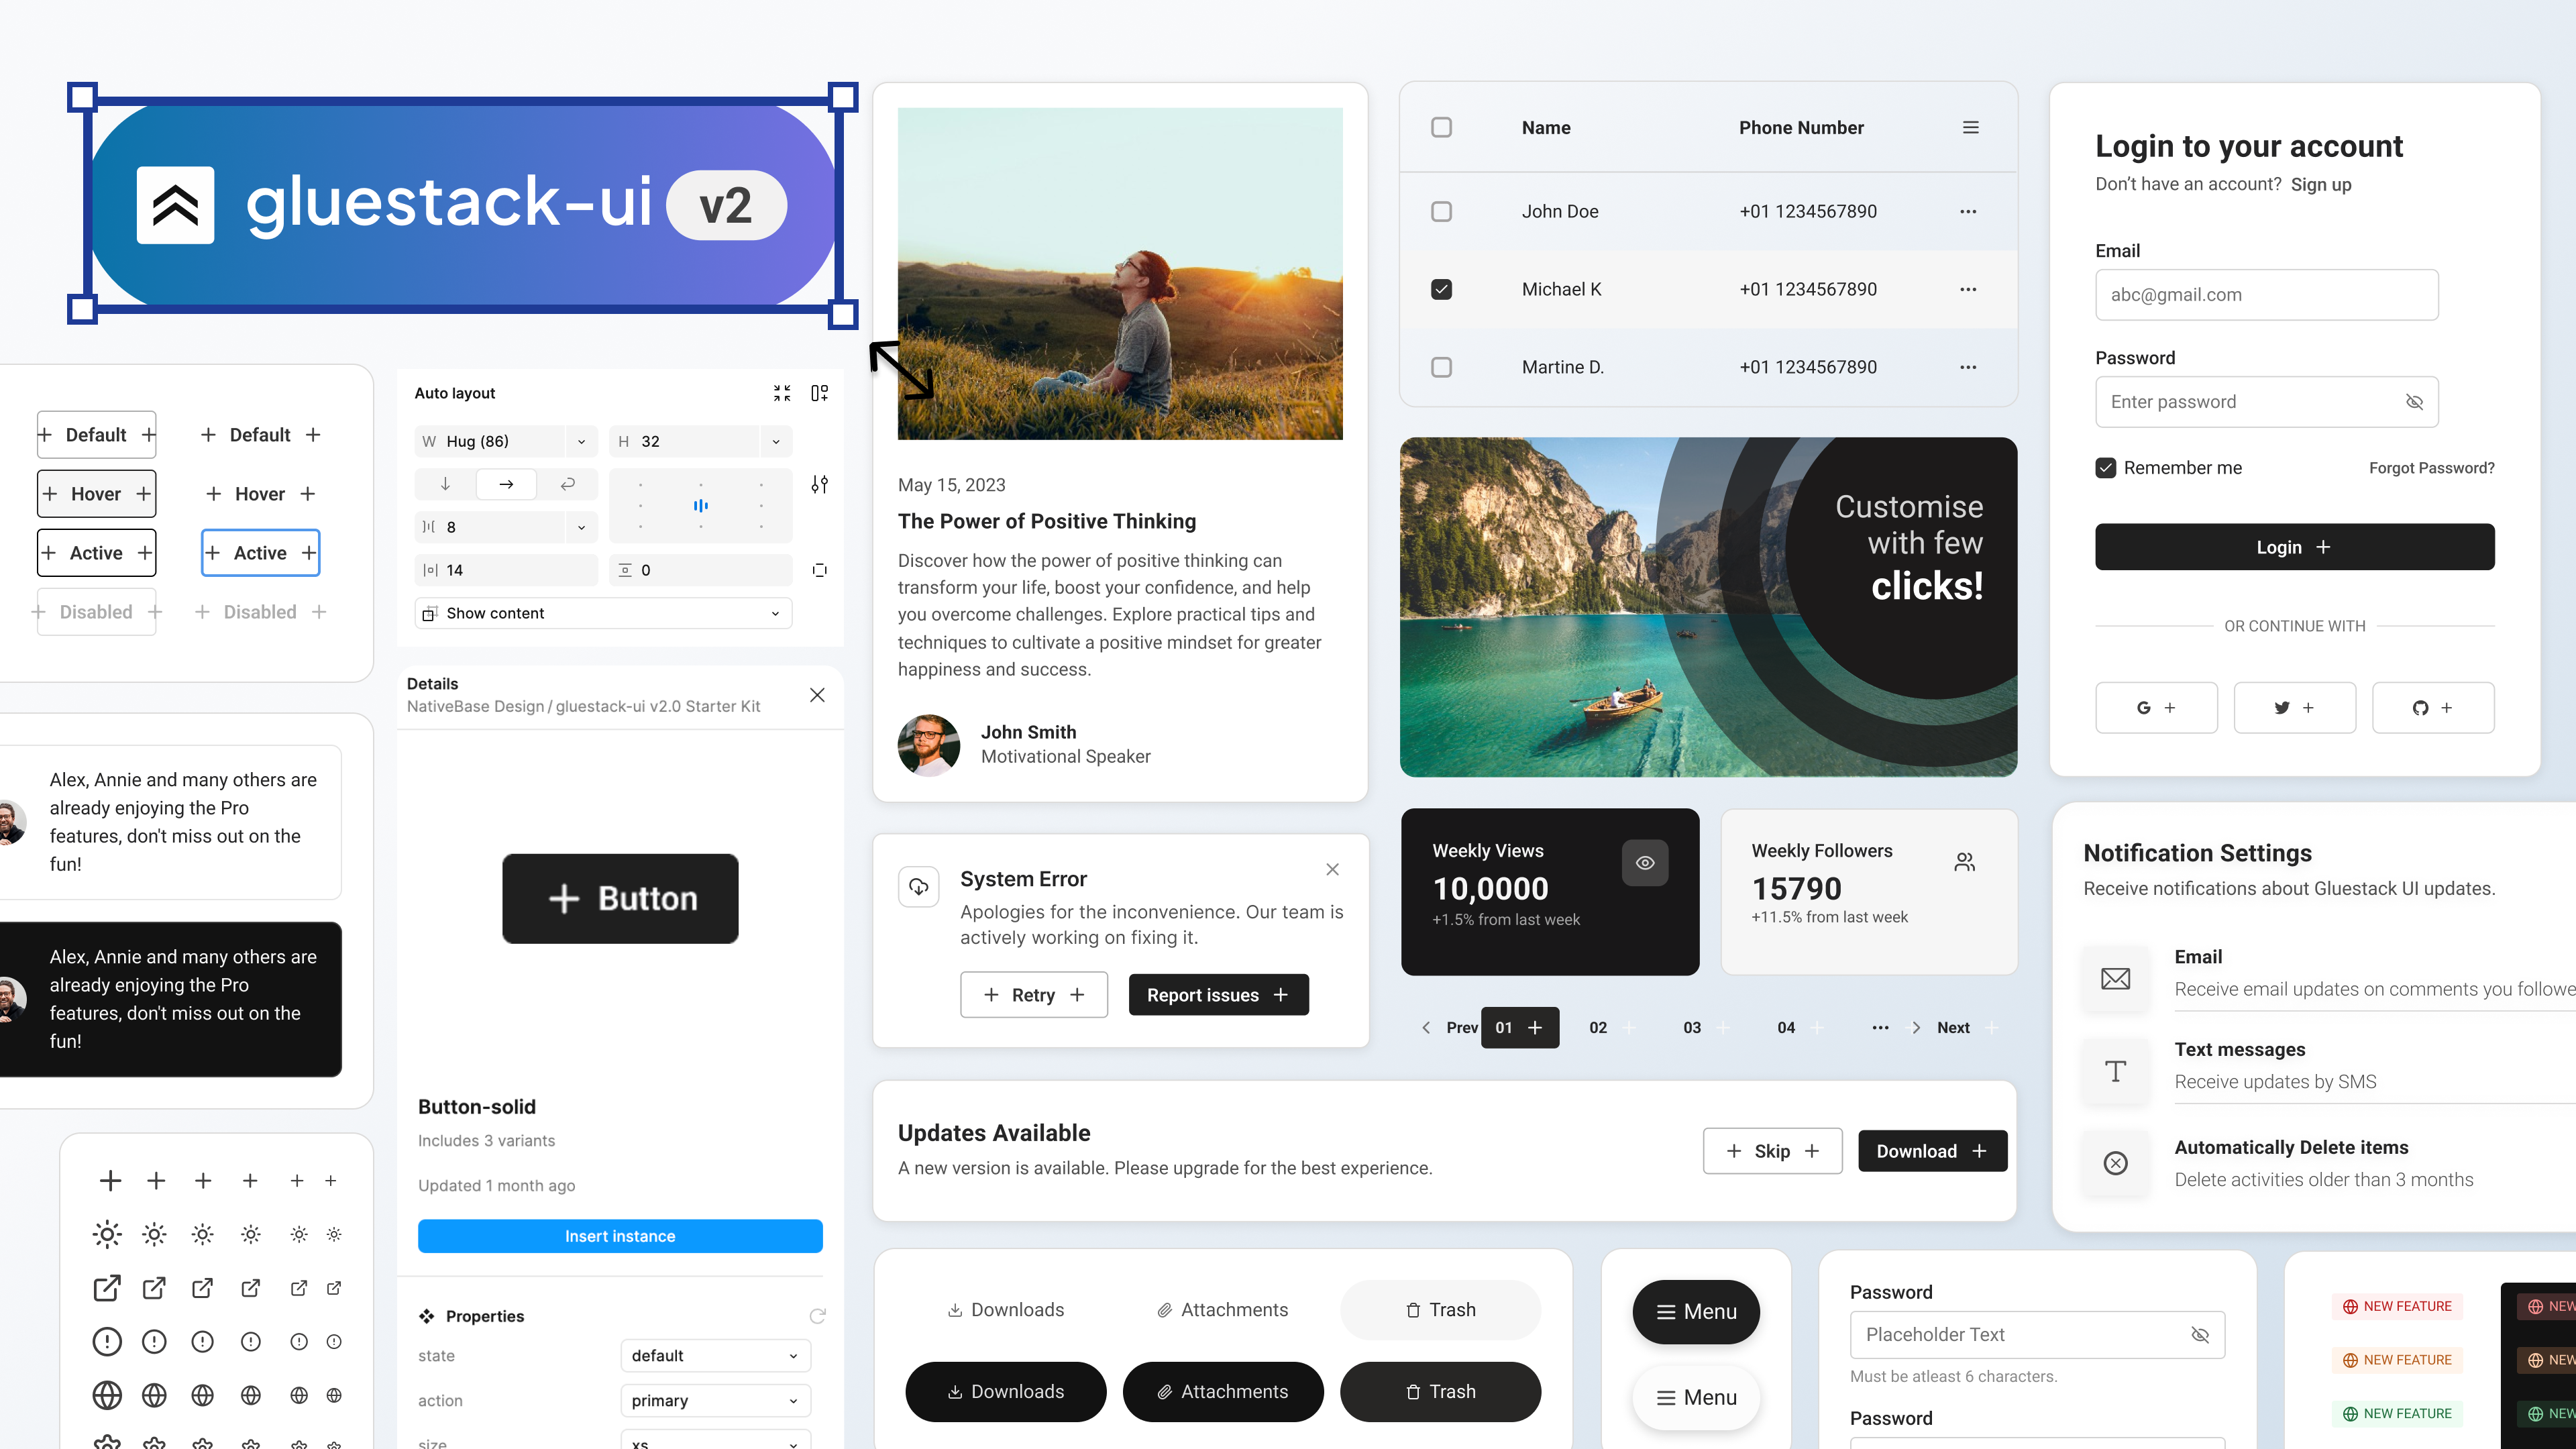 gluestack-ui v2
Default
Default
Hover
Hover
Active
Active
Disabled
Disabled
Alex, Annie and many others are
already enjoying the Pro
features, don't miss out on the
fun!
Alex, Annie and many others are
already enjoying the Pro
features, don't miss out on the
fun!
Auto layout
W Hug (86)
H 32
8
14
0
Show content
Details
NativeBase Design / gluestack-ui v2.0 Starter Kit
Button
Button-solid
Includes 3 variants
Updated 1 month ago
Insert instance
Properties
state
default
action
primary
size
xs
May 15, 2023
The Power of Positive Thinking
Discover how the power of positive thinking can
transform your life, boost your confidence, and help
you overcome challenges. Explore practical tips and
techniques to cultivate a positive mindset for greater
happiness and success.
John Smith
Motivational Speaker
System Error
Apologies for the inconvenience. Our team is
actively working on fixing it.
Retry
Report issues
Name
Phone Number
John Doe
+01 1234567890
Michael K
+01 1234567890
Martine D.
+01 1234567890
Customise
with few
clicks!
Weekly Views
10,0000
+1.5% from last week
Weekly Followers
15790
+11.5% from last week
Prev
01
02
03
04
Next
Updates Available
A new version is available. Please upgrade for the best experience.
Skip
Download
Downloads
Attachments
Trash
Downloads
Attachments
Trash
Menu
Menu
Login to your account
Don't have an account? Sign up
Email
abc@gmail.com
Password
Enter password
Remember me
Forgot Password?
Login
OR CONTINUE WITH
Notification Settings
Receive notifications about Gluestack UI updates.
Email
Receive email updates on comments you followe
Text messages
Receive updates by SMS
Automatically Delete items
Delete activities older than 3 months
Password
Placeholder Text
Must be atleast 6 characters.
Password
NEW FEATURE
NEW
NEW FEATURE
NEW
NEW FEATURE
NEW